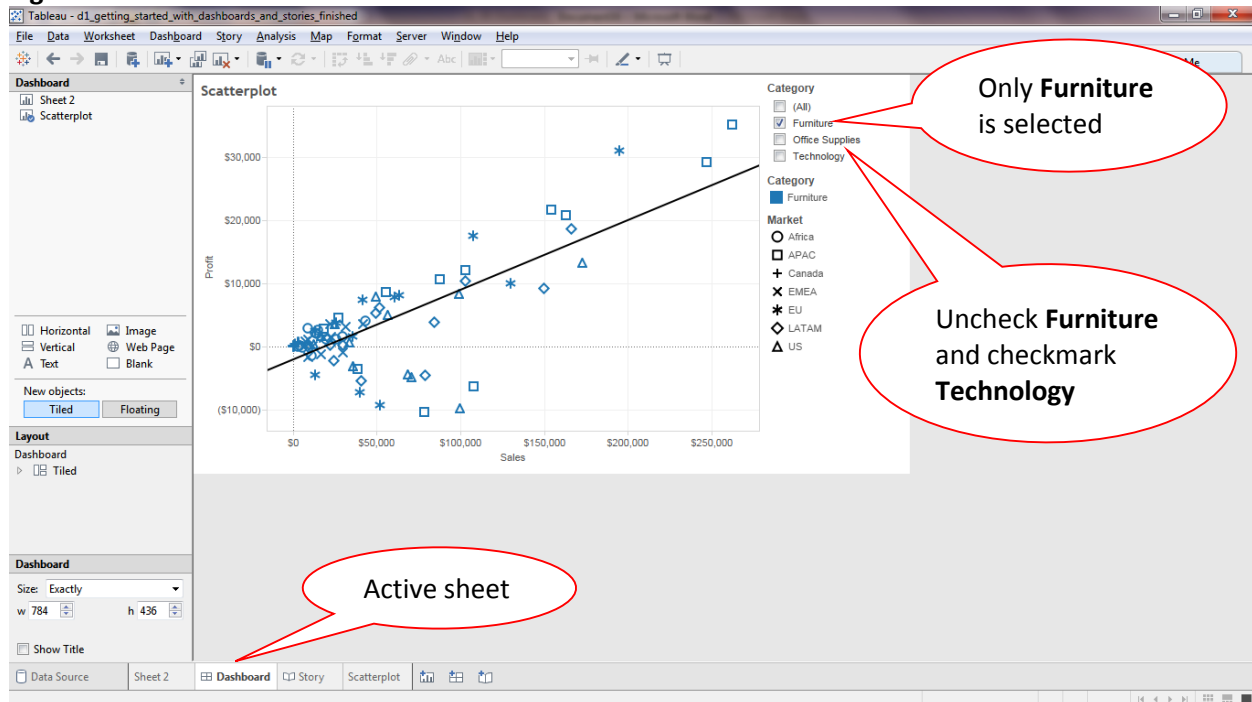 Tableau - d1_getting_started_with_dashboards_and_stories_finished
File Data Worksheet Dashboard Story Analysis Map Format Server Window Help
Abc
Me
Dashboard
Sheet 2
Scatterplot
Horizontal Image
Vertical Web Page
A Text Blank
New objects:
Tiled Floating
Layout
Dashboard
Tiled
Dashboard
Size: Exactly
w 784 h 436
Show Title
Scatterplot
Profit
$30,000
$20,000
$10,000
$0
($10,000)
$0 $50,000 $100,000 $150,000 $200,000 $250,000
Sales
Category
(All)
Furniture
Office Supplies
Technology
Category
Furniture
Market
Africa
APAC
Canada
EMEA
EU
LATAM
US
Only Furniture
is selected
Uncheck Furniture
and checkmark
Technology
Active sheet
Data Source Sheet 2 Dashboard Story Scatterplot